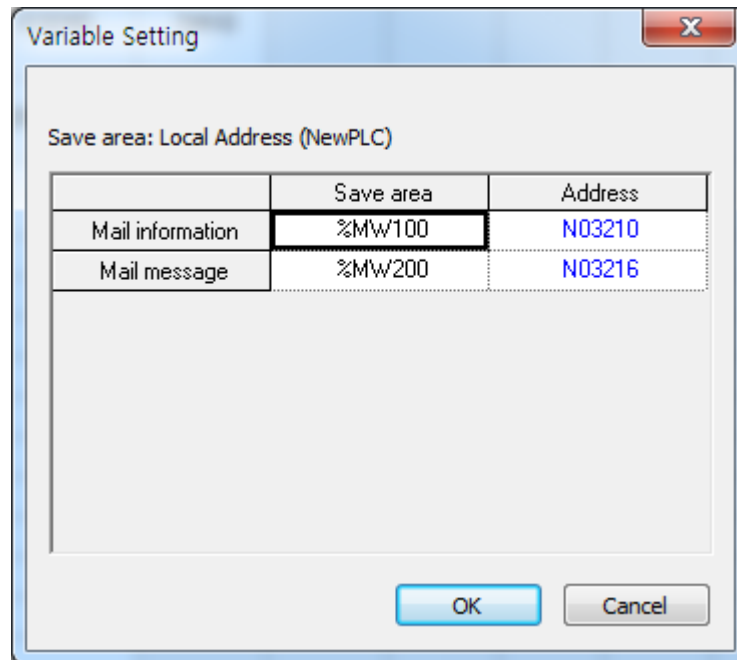 Variable Setting
Save area: Local Address (NewPLC)
Save area Address
Mail information %MW100 N03210
Mail message %MW200 N03216
OK Cancel